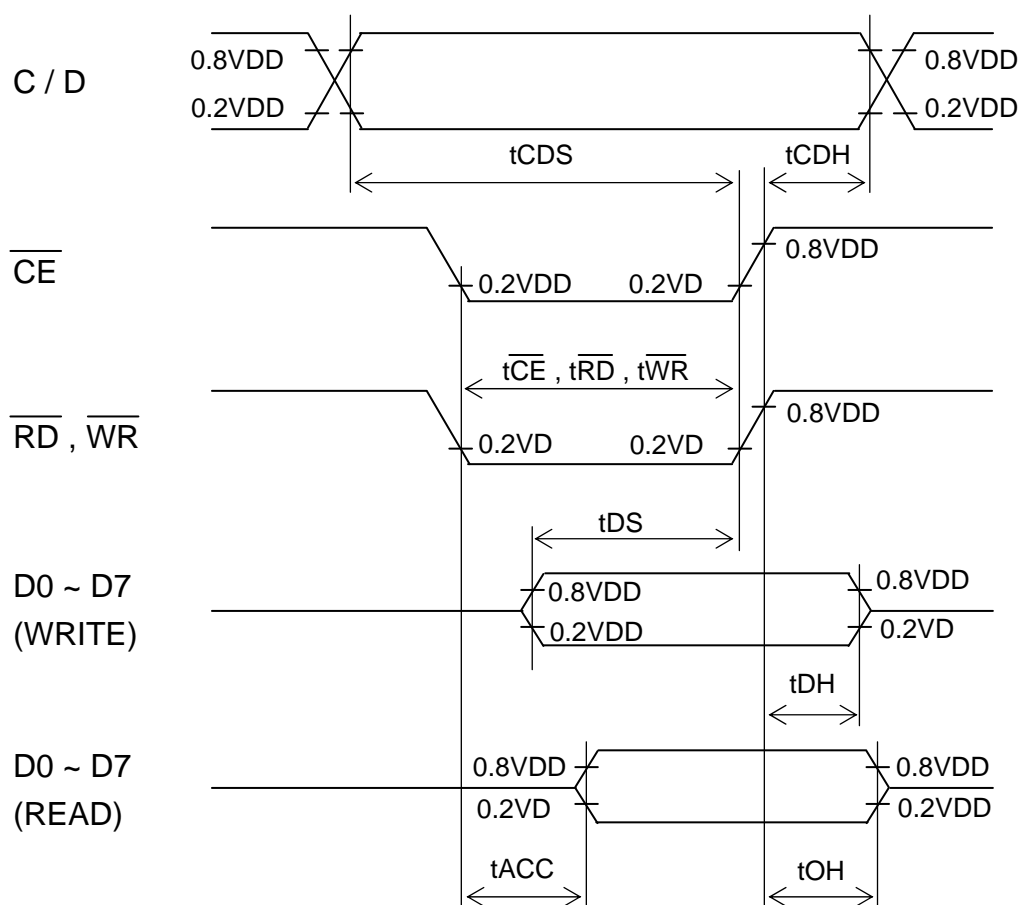 0.8VDD
0.8VDD
C / D
0.2VDD
0.2VDD
tCDS
tCDH
CE
0.8VDD
0.2VDD
0.2VD
tCE , tRD , tWR
RD , WR
0.8VDD
0.2VD
0.2VD
tDS
D0 ~ D7
(WRITE)
0.8VDD
0.8VDD
0.2VDD
0.2VD
tDH
D0 ~ D7
(READ)
0.8VDD
0.8VDD
0.2VD
0.2VDD
tACC
tOH